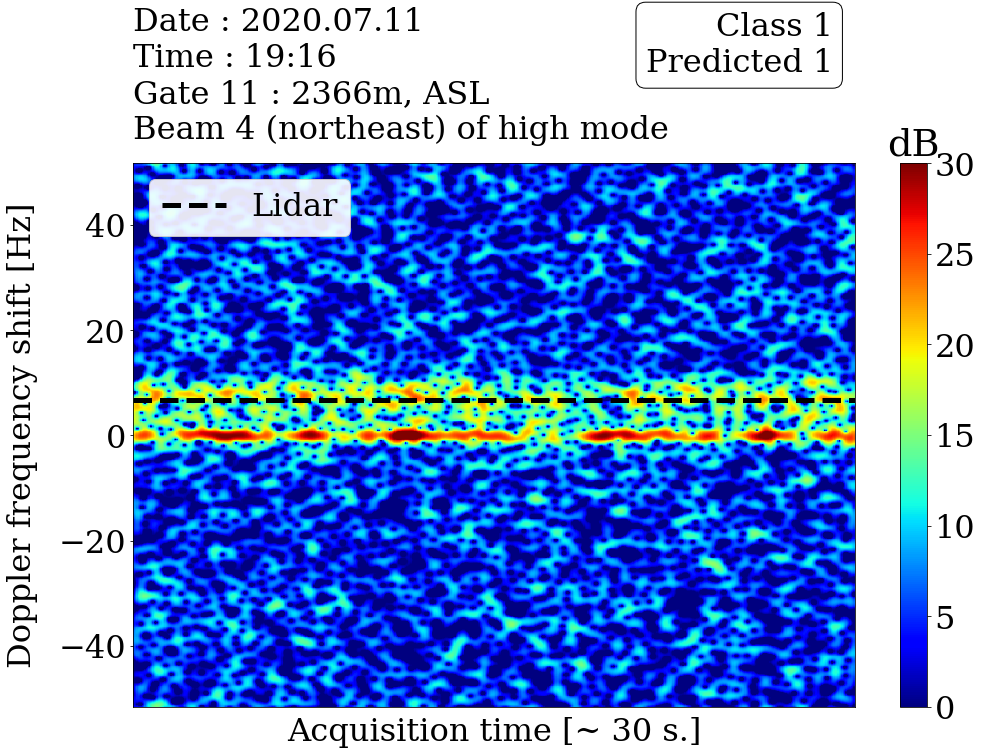 Date : 2020.07.11
Time : 19:16
Gate 11 : 2366m, ASL
Beam 4 (northeast) of high mode
Class 1
Predicted 1
dB
Lidar
Doppler frequency shift [Hz]
40
20
0
−20
−40
30
25
20
15
10
5
0
Acquisition time [~ 30 s.]